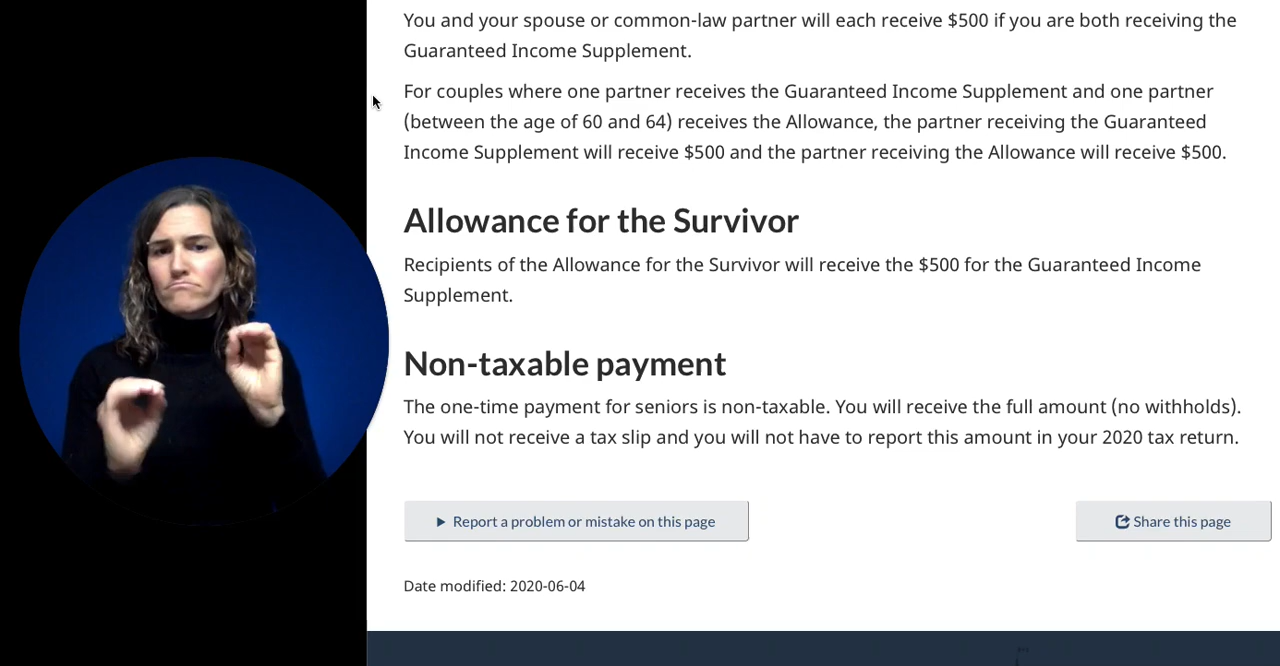 You and your spouse or common-law partner will each receive $500 if you are both receiving the
Guaranteed Income Supplement.
For couples where one partner receives the Guaranteed Income Supplement and one partner
(between the age of 60 and 64) receives the Allowance, the partner receiving the Guaranteed
Income Supplement will receive $500 and the partner receiving the Allowance will receive $500.
Allowance for the Survivor
Recipients of the Allowance for the Survivor will receive the $500 for the Guaranteed Income
Supplement.
Non-taxable payment
The one-time payment for seniors is non-taxable. You will receive the full amount (no withholds).
You will not receive a tax slip and you will not have to report this amount in your 2020 tax return.
Report a problem or mistake on this page
Share this page
Date modified: 2020-06-04